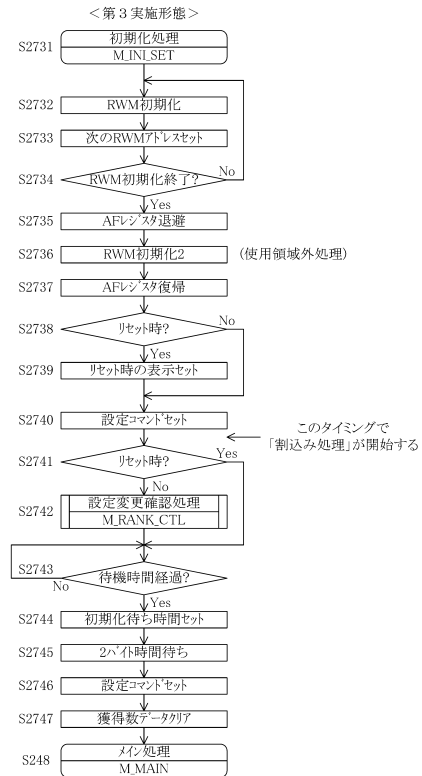 ＜第３実施形態＞
S2731
初期化処理
M_INI_SET
S2732
RWM初期化
S2733
次のRWMアドレスセット
S2734
RWM初期化終了?
No
Yes
S2735
AFレジスタ退避
S2736
RWM初期化2
(使用領域外処理)
S2737
AFレジスタ復帰
S2738
リセット時?
No
Yes
S2739
リセット時の表示セット
S2740
設定コマンドセット
このタイミングで
「割込み処理」が開始する
S2741
リセット時?
Yes
No
S2742
設定変更確認処理
M_RANK_CTL
S2743
待機時間経過?
No
Yes
S2744
初期化待ち時間セット
S2745
2バイト時間待ち
S2746
設定コマンドセット
S2747
獲得数データクリア
S248
メイン処理
M_MAIN